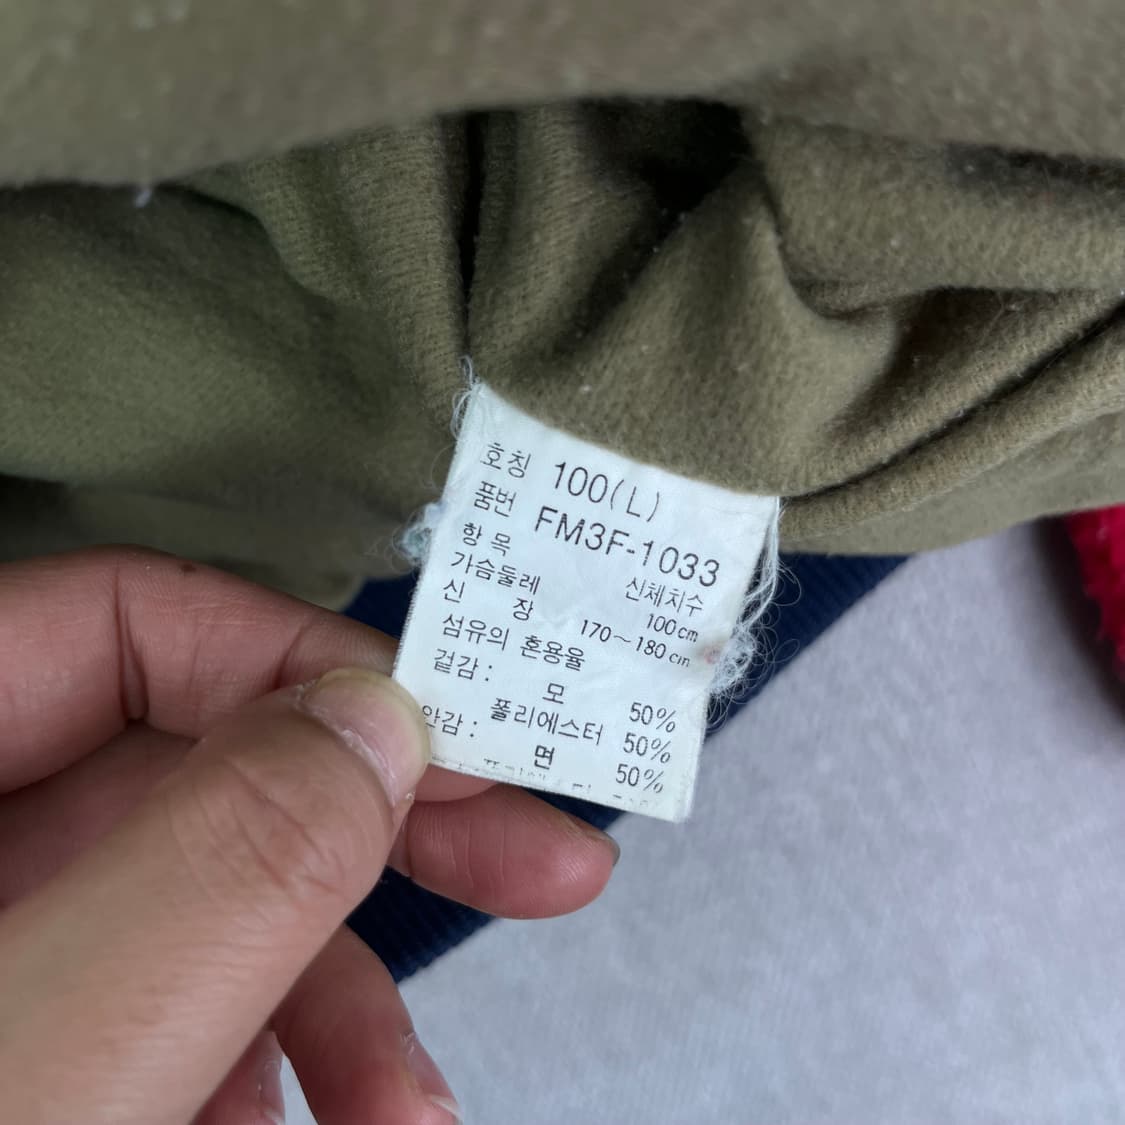 호칭 100(L)
품번 FM3F-1033
항목 신체치수
가슴둘레 100cm
신 장 170~180cm
섬유의 혼용율
겉감: 모 50%
폴리에스터 50%
안감: 면 50%